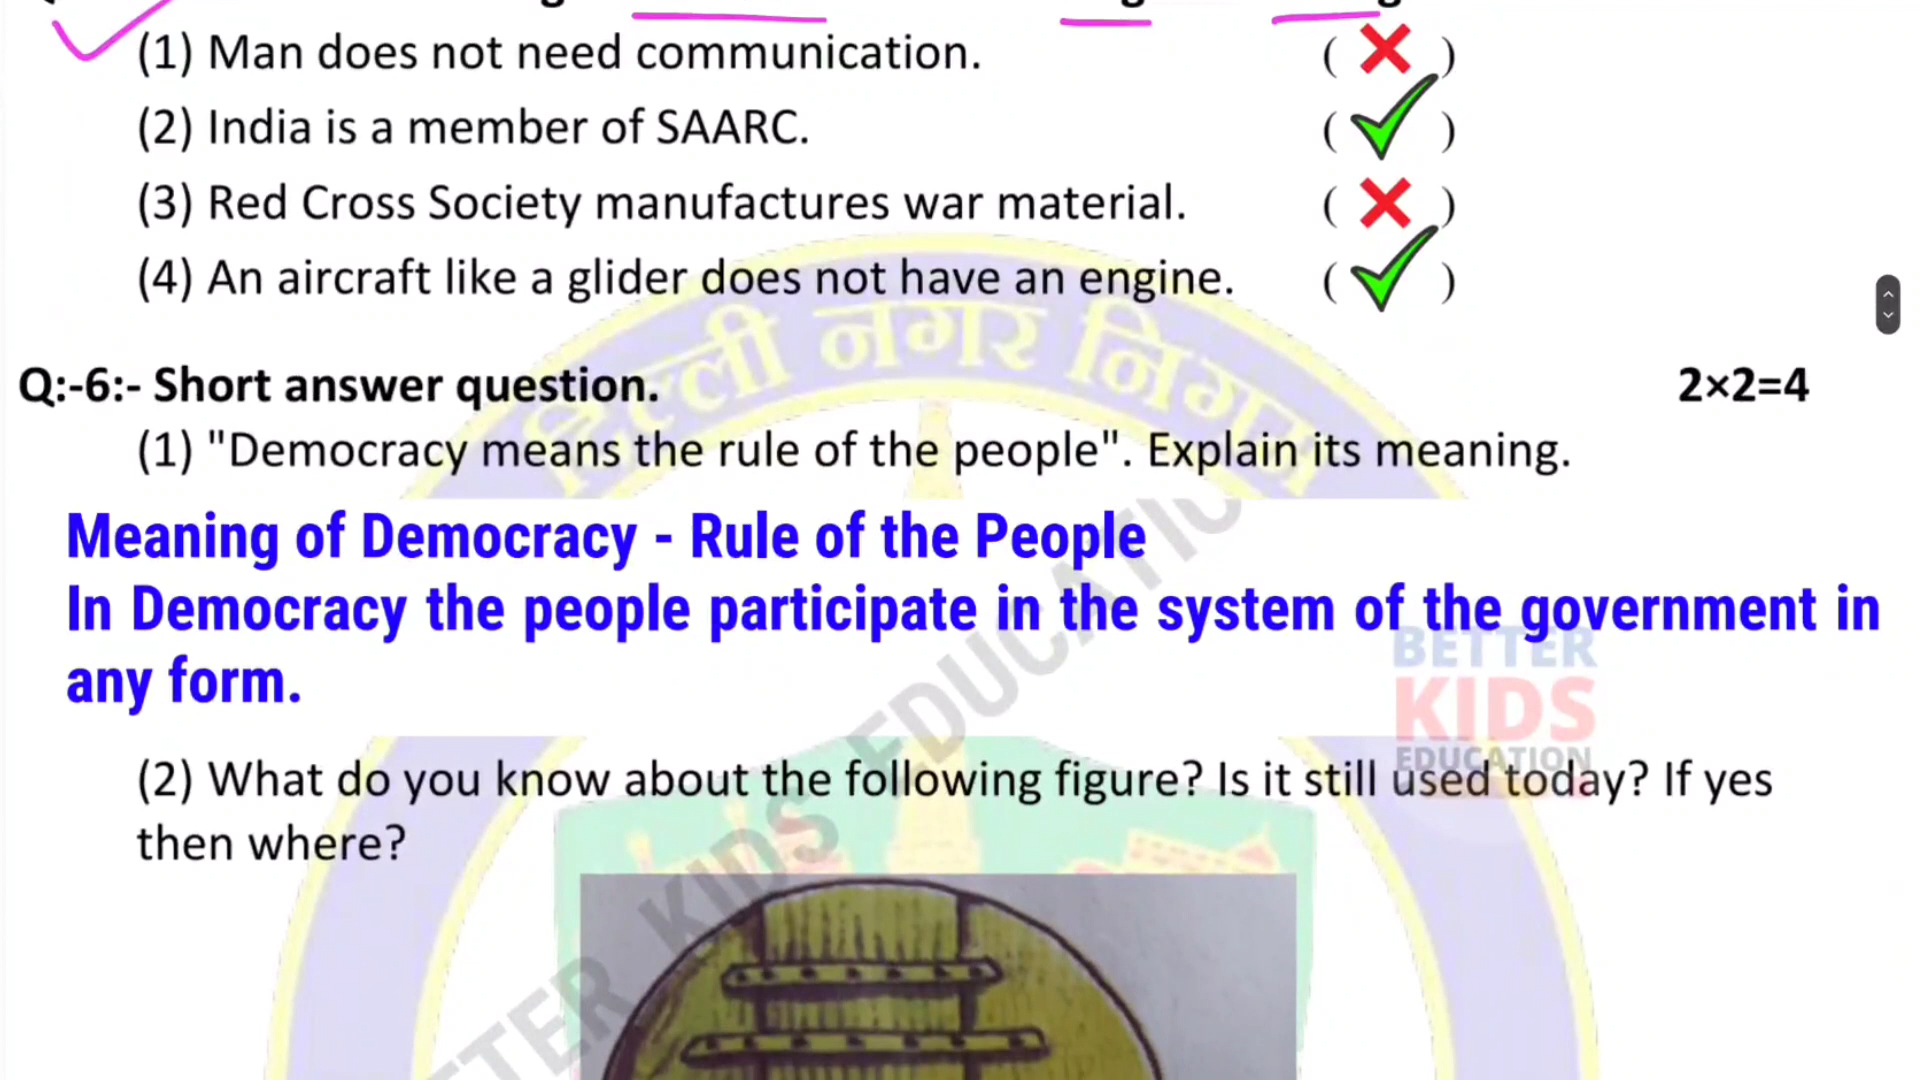 (1) Man does not need communication. ( ❌ )
(2) India is a member of SAARC. ( ✓ )
(3) Red Cross Society manufactures war material. ( ❌ )
(4) An aircraft like a glider does not have an engine. ( ✓ )
दिल्ली नगर निगम
Q:-6:- Short answer question. 2×2=4
(1) "Democracy means the rule of the people". Explain its meaning.
Meaning of Democracy - Rule of the People
In Democracy the people participate in the system of the government in
any form.
BETTER
KIDS
EDUCATION
(2) What do you know about the following figure? Is it still used today? If yes
then where?
KIDS EDUCATIO